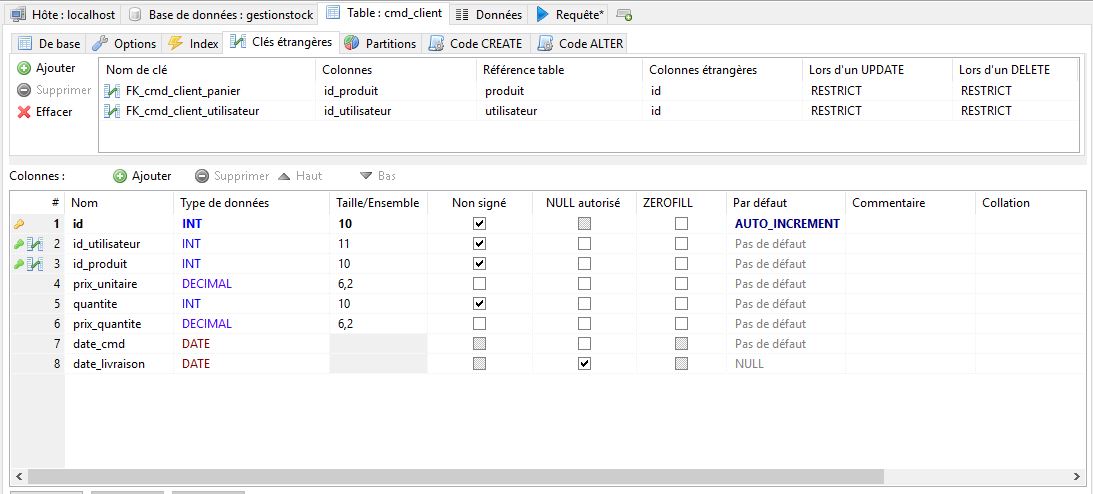 Hôte : localhost Base de données : gestionstock Table : cmd_client Données Requête*
De base Options Index Clés étrangères Partitions Code CREATE Code ALTER
Ajouter Nom de clé Colonnes Référence table Colonnes étrangères Lors d'un UPDATE Lors d'un DELETE
Supprimer FK_cmd_client_panier id_produit produit id RESTRICT RESTRICT
Effacer FK_cmd_client_utilisateur id_utilisateur utilisateur id RESTRICT RESTRICT
Colonnes : Ajouter Supprimer Haut Bas
# Nom Type de données Taille/Ensemble Non signé NULL autorisé ZEROFILL Par défaut Commentaire Collation
1 id INT 10 AUTO_INCREMENT
2 id_utilisateur INT 11 Pas de défaut
3 id_produit INT 10 Pas de défaut
4 prix_unitaire DECIMAL 6,2 Pas de défaut
5 quantite INT 10 Pas de défaut
6 prix_quantite DECIMAL 6,2 Pas de défaut
7 date_cmd DATE Pas de défaut
8 date_livraison DATE NULL